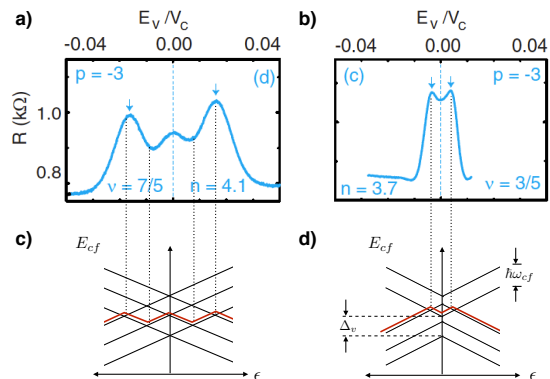 a)
E_V /V_C
b)
E_V /V_C
-0.04
0.00
0.04
-0.04
0.00
0.04
p = -3
(d)
(c)
p = -3
R (kΩ)
1.0
0.8
ν = 7/5
n = 4.1
n = 3.7
ν = 3/5
c)
E_cf
d)
E_cf
ħω_cf
Δ_v
ϵ
ϵ